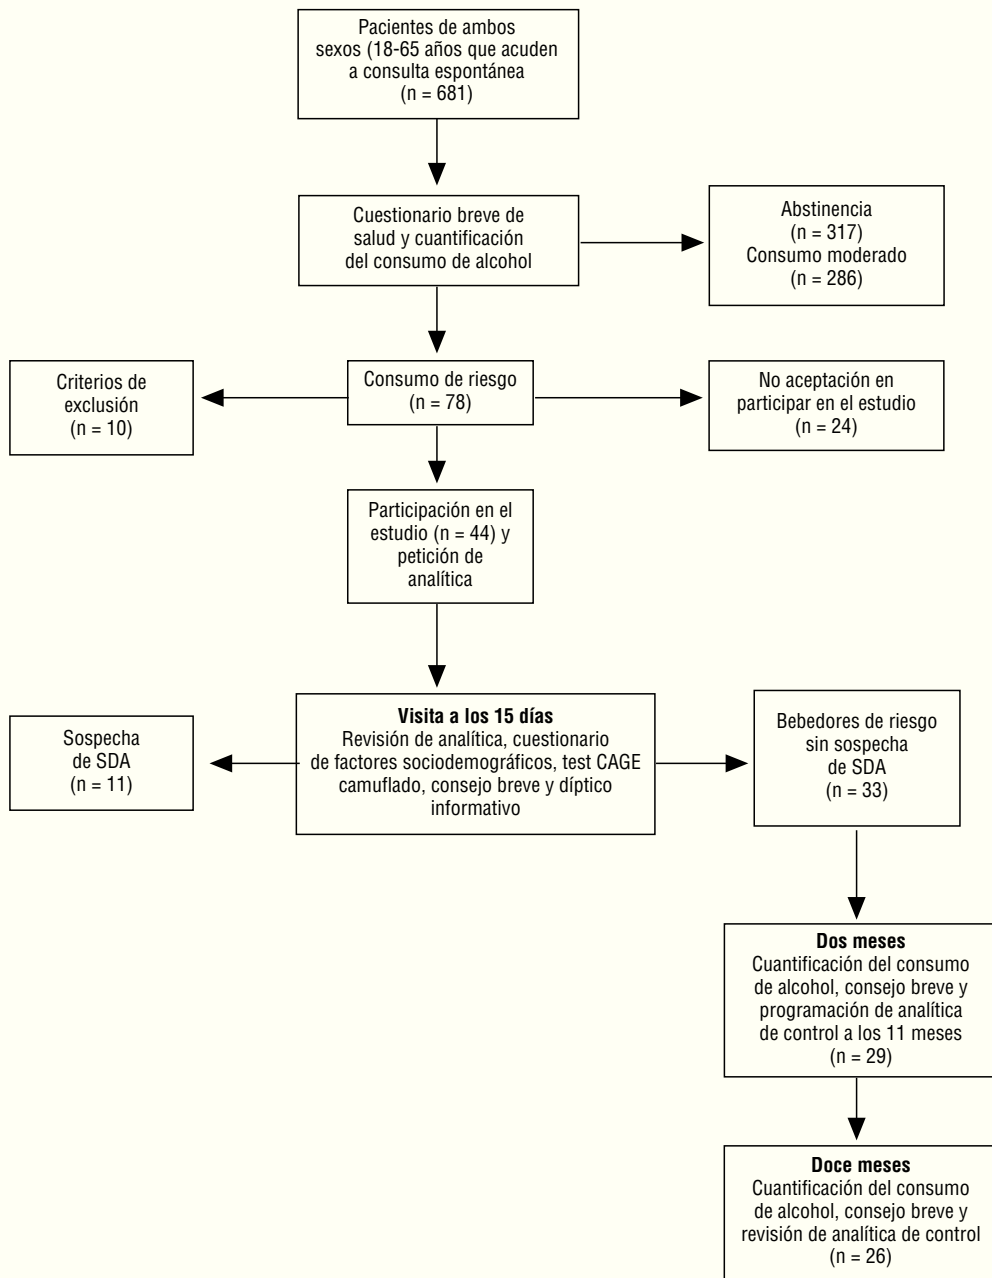 Pacientes de ambos
sexos (18-65 años que acuden
a consulta espontánea
(n = 681)
Cuestionario breve de
salud y cuantificación
del consumo de alcohol
Abstinencia
(n = 317)
Consumo moderado
(n = 286)
Criterios de
exclusión
(n = 10)
Consumo de riesgo
(n = 78)
No aceptación en
participar en el estudio
(n = 24)
Participación en el
estudio (n = 44) y
petición de
analítica
Sospecha
de SDA
(n = 11)
Visita a los 15 días
Revisión de analítica, cuestionario
de factores sociodemográficos, test CAGE
camuflado, consejo breve y díptico
informativo
Bebedores de riesgo
sin sospecha
de SDA
(n = 33)
Dos meses
Cuantificación del consumo
de alcohol, consejo breve y
programación de analítica
de control a los 11 meses
(n = 29)
Doce meses
Cuantificación del consumo
de alcohol, consejo breve y
revisión de analítica de control
(n = 26)